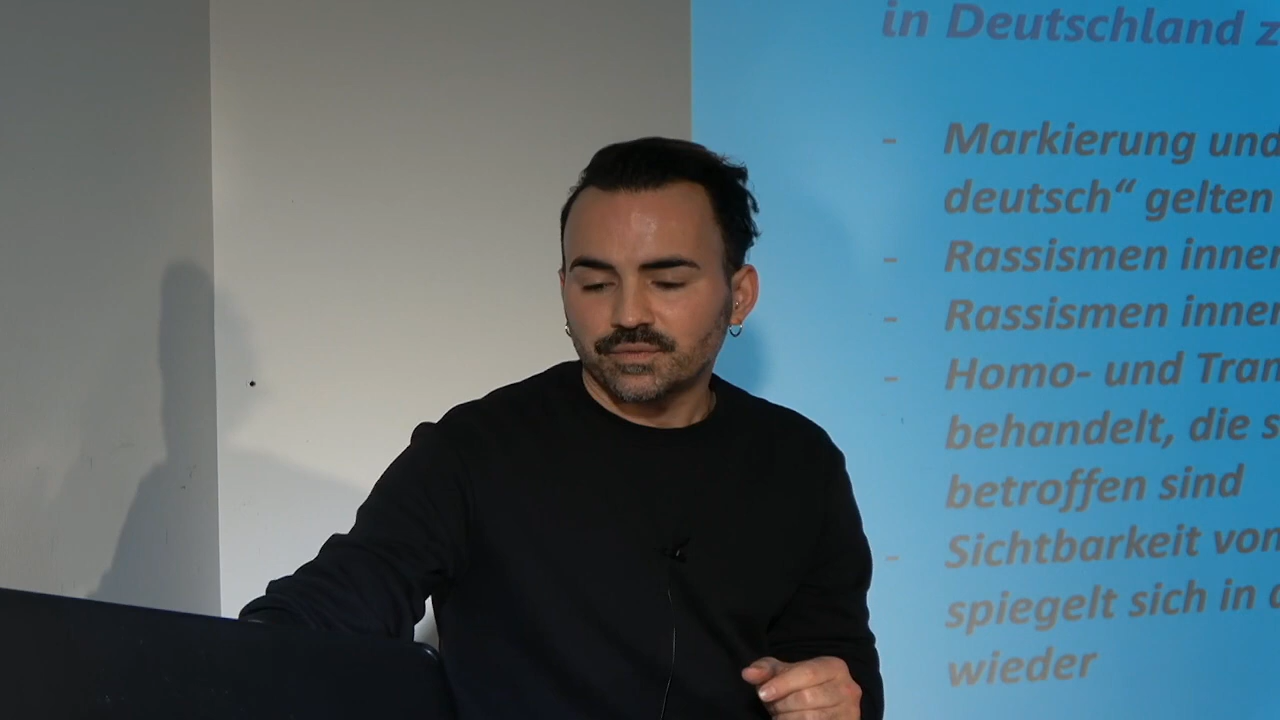 in Deutschland z
- Markierung und
deutsch“ gelten
- Rassismen inner
- Rassismen inner
- Homo- und Tran
behandelt, die s
betroffen sind
- Sichtbarkeit von
spiegelt sich in d
wieder